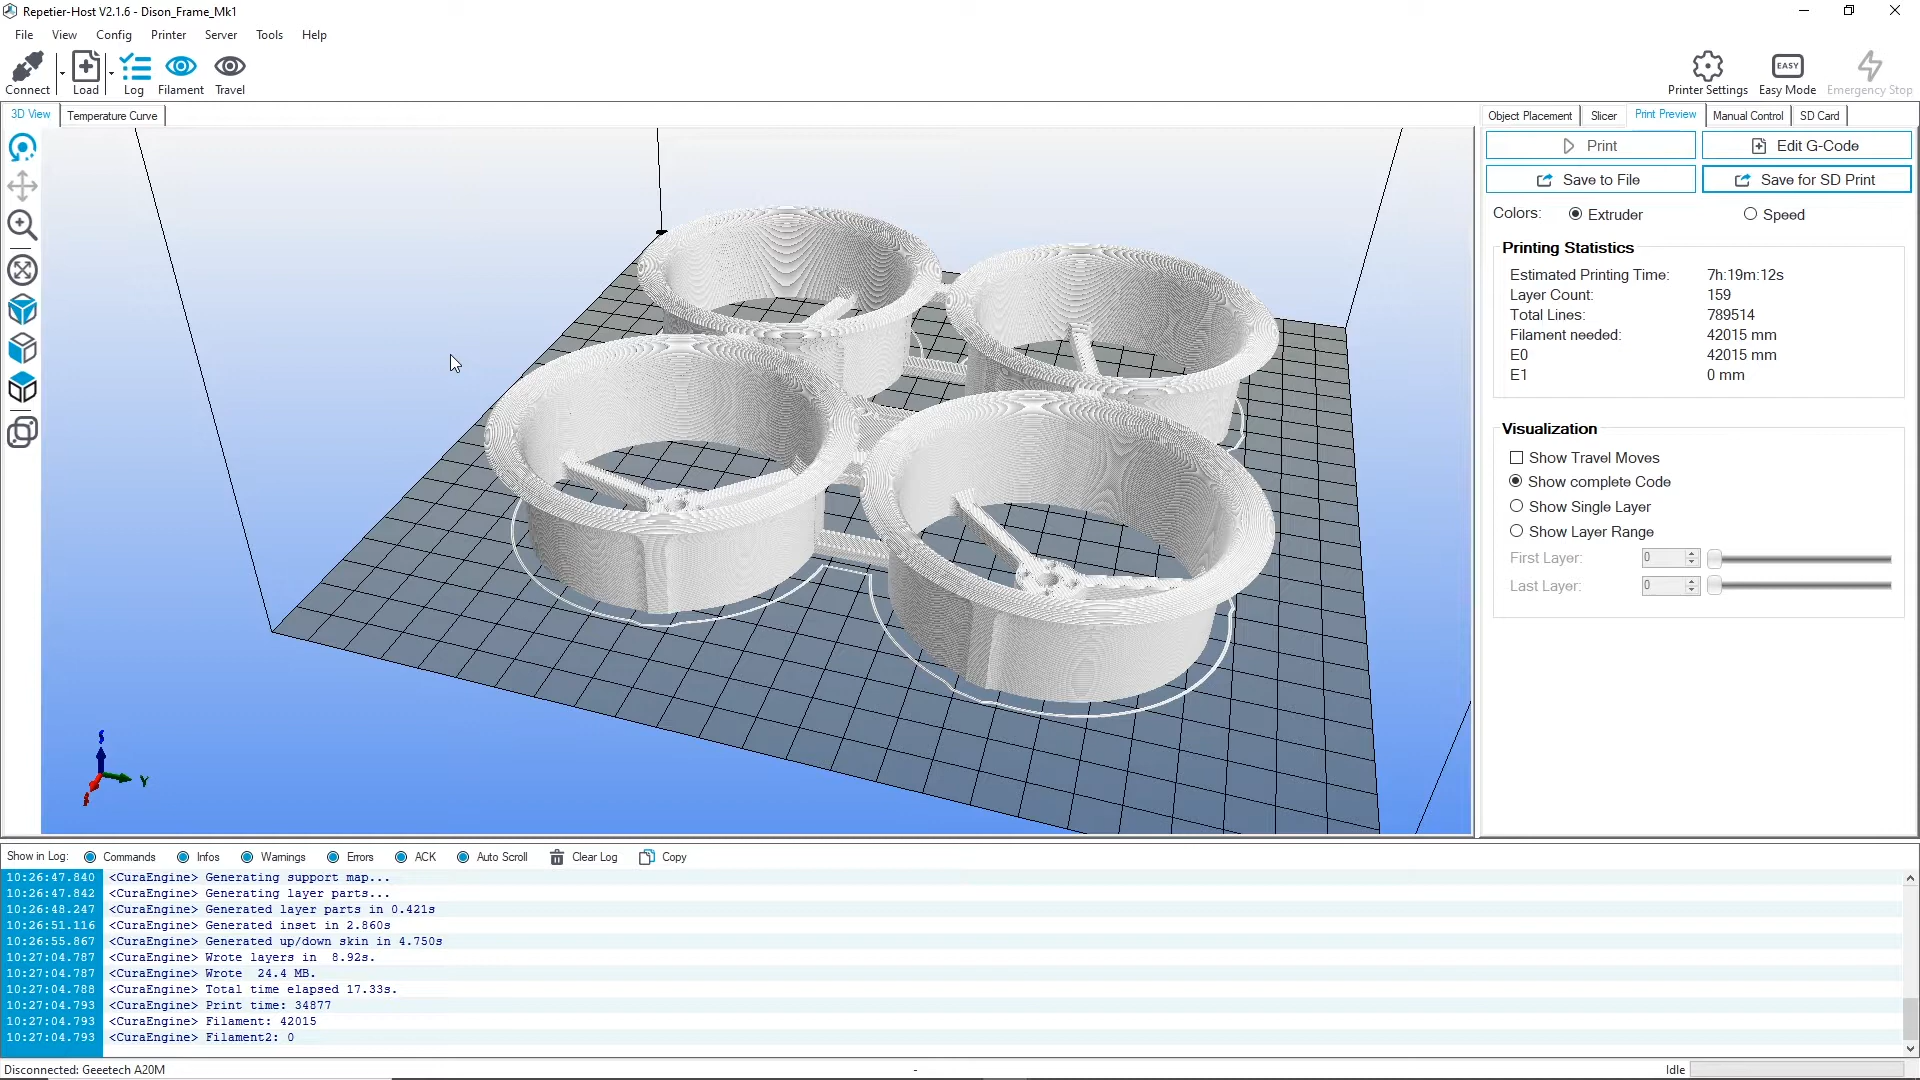 Repetier-Host V2.1.6 - Dison_Frame_Mk1
File View Config Printer Server Tools Help
Connect Load Log Filament Travel Printer Settings EASY Easy Mode Emergency Stop
3D View Temperature Curve
Object Placement Slicer Print Preview Manual Control SD Card
Print Edit G-Code
Save to File Save for SD Print
Colors: Extruder Speed
Printing Statistics
Estimated Printing Time: 7h:19m:12s
Layer Count: 159
Total Lines: 789514
Filament needed: 42015 mm
E0 42015 mm
E1 0 mm
Visualization
Show Travel Moves
Show complete Code
Show Single Layer
Show Layer Range
First Layer: 0
Last Layer: 0
Y
Show in Log: Commands Infos Warnings Errors ACK Auto Scroll Clear Log Copy
10:26:47.840 <CuraEngine> Generating support map...
10:26:47.842 <CuraEngine> Generating layer parts...
10:26:48.247 <CuraEngine> Generated layer parts in 0.421s
10:26:51.116 <CuraEngine> Generated inset in 2.860s
10:26:55.867 <CuraEngine> Generated up/down skin in 4.750s
10:27:04.787 <CuraEngine> Wrote layers in  8.92s.
10:27:04.787 <CuraEngine> Wrote  24.4 MB.
10:27:04.788 <CuraEngine> Total time elapsed 17.33s.
10:27:04.793 <CuraEngine> Print time: 34877
10:27:04.793 <CuraEngine> Filament: 42015
10:27:04.793 <CuraEngine> Filament2: 0
Disconnected: Geeetech A20M - Idle